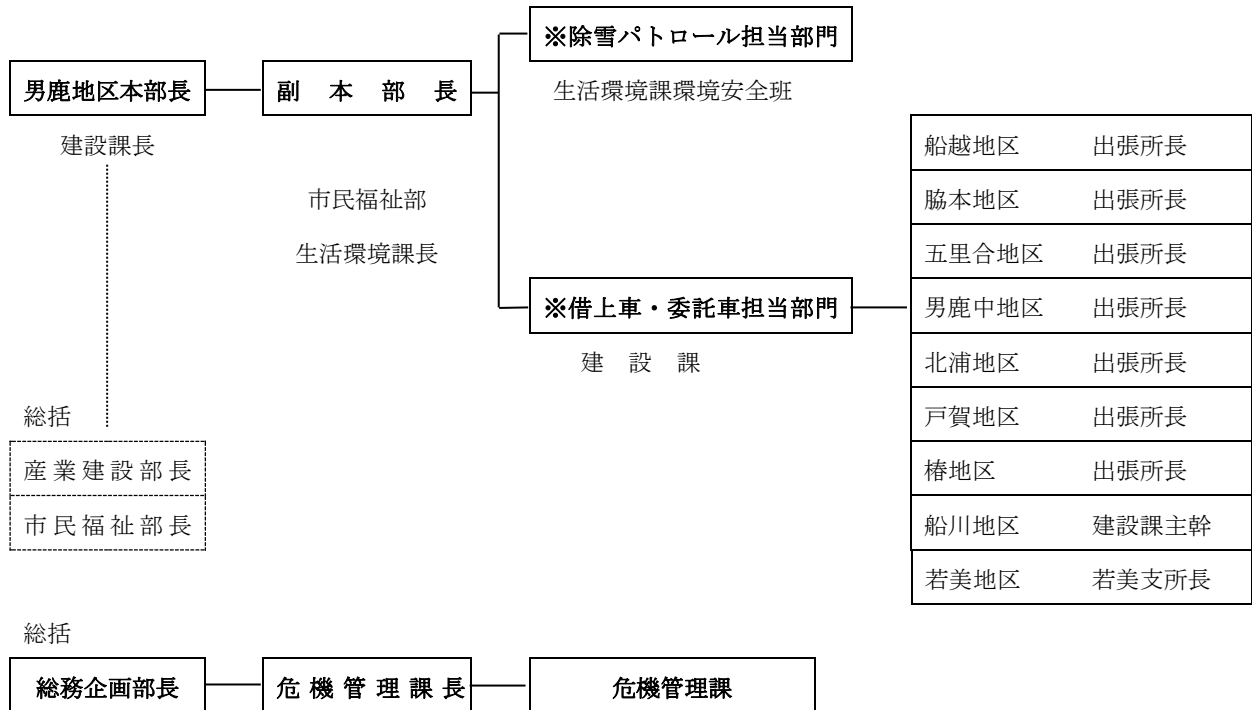 ※除雪パトロール担当部門
男鹿地区本部長 副本部長
生活環境課環境安全班
建設課長
市民福祉部
生活環境課長
船越地区 出張所長
脇本地区 出張所長
五里合地区 出張所長
※借上車・委託車担当部門
男鹿中地区 出張所長
建設課
北浦地区 出張所長
戸賀地区 出張所長
椿地区 出張所長
船川地区 建設課主幹
若美地区 若美支所長
総括
産業建設部長
市民福祉部長
総括
総務企画部長 危機管理課長 危機管理課